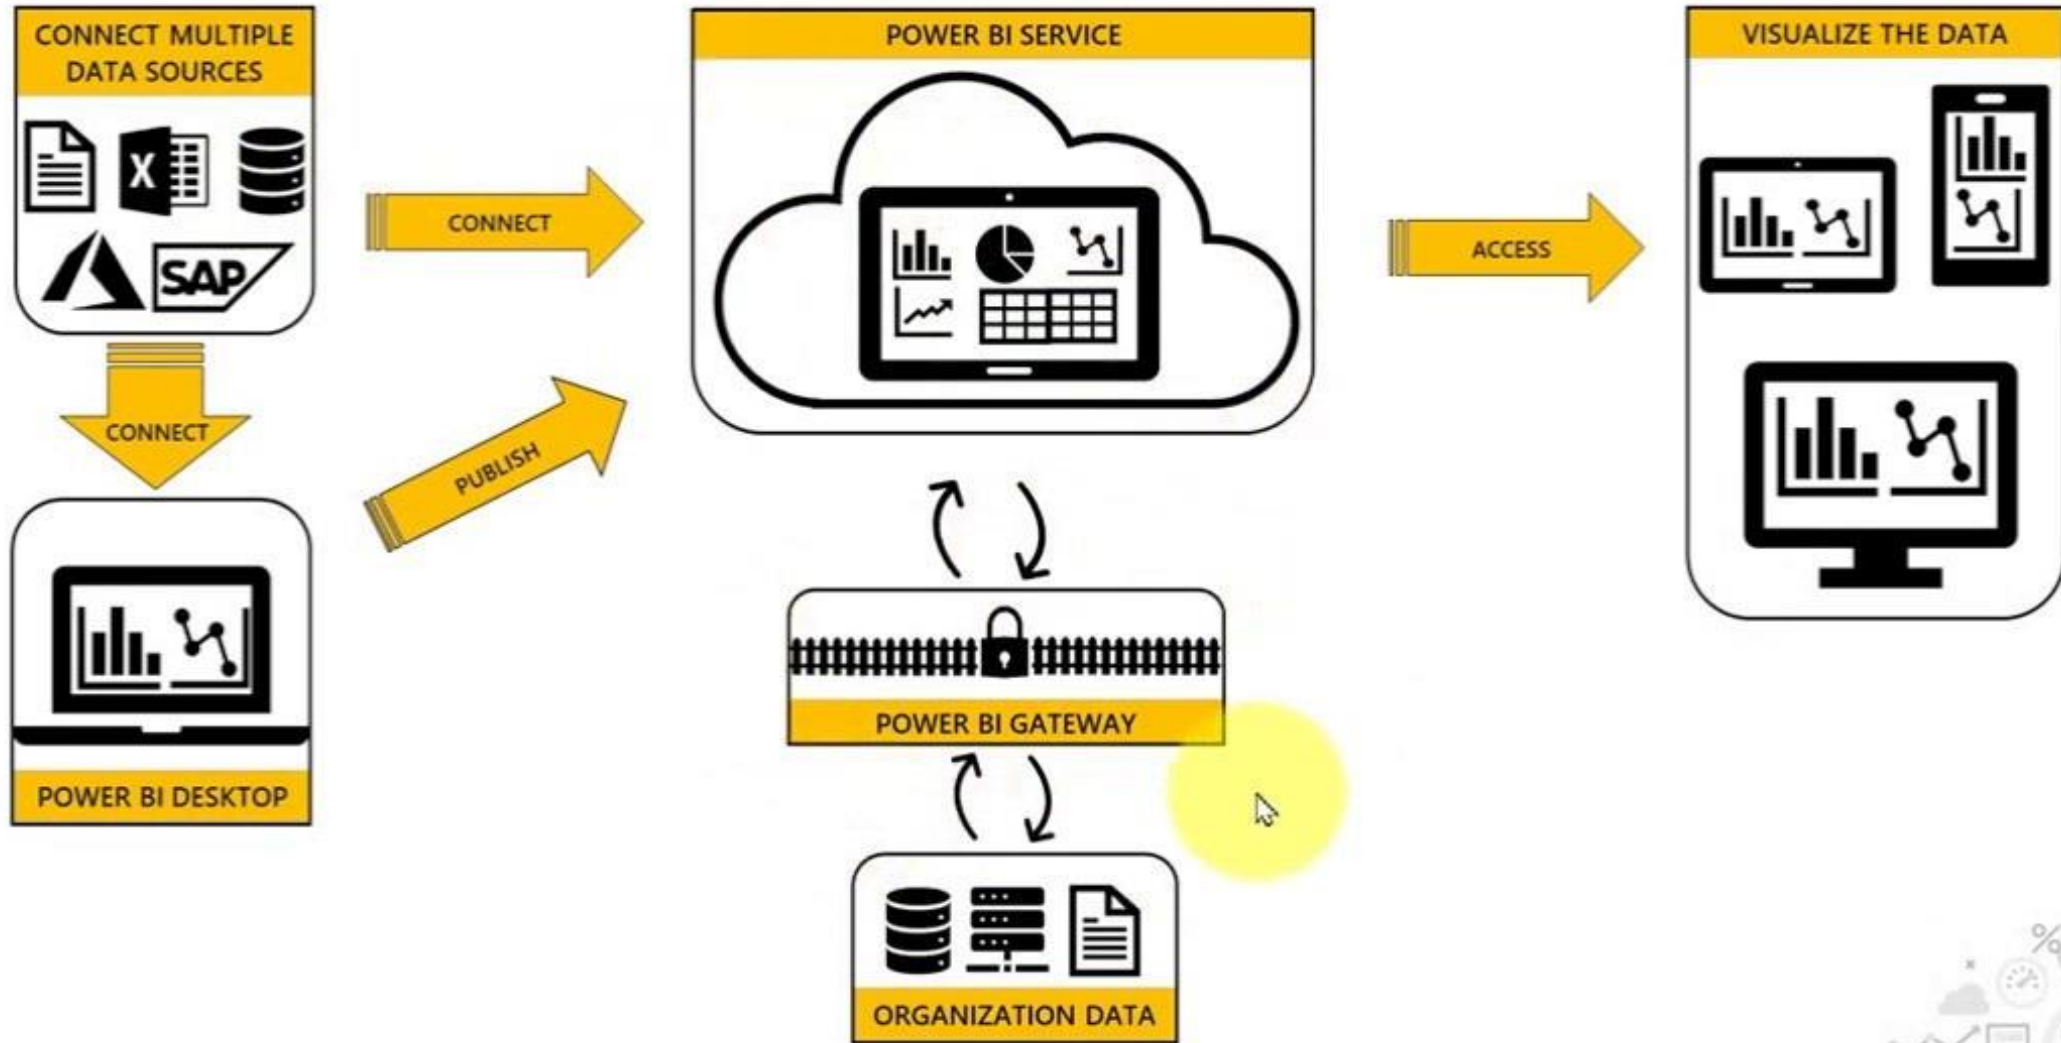 CONNECT MULTIPLE
DATA SOURCES
X
SAP
CONNECT
CONNECT
PUBLISH
POWER BI DESKTOP
POWER BI SERVICE
ACCESS
VISUALIZE THE DATA
POWER BI GATEWAY
ORGANIZATION DATA
%